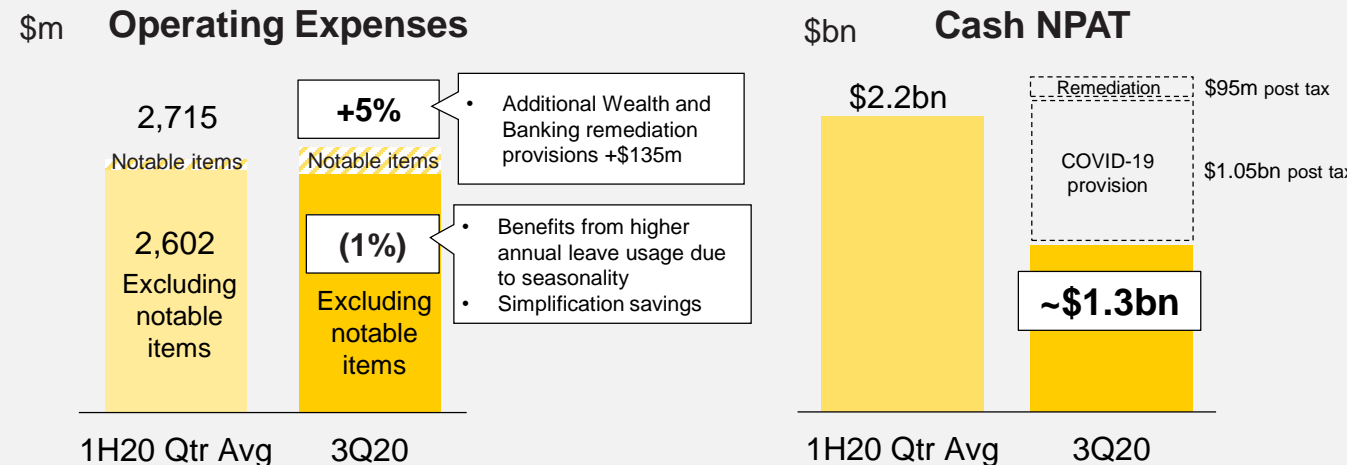 $m
Operating Expenses
2,715
Notable items
2,602
Excluding
notable
items
+5%
Notable items
(1%)
Excluding
notable
items
• Additional Wealth and
Banking remediation
provisions +$135m
• Benefits from higher
annual leave usage due
to seasonality
• Simplification savings
1H20 Qtr Avg
3Q20
$bn
Cash NPAT
$2.2bn
Remediation
$95m post tax
COVID-19
provision
$1.05bn post tax
~$1.3bn
1H20 Qtr Avg
3Q20